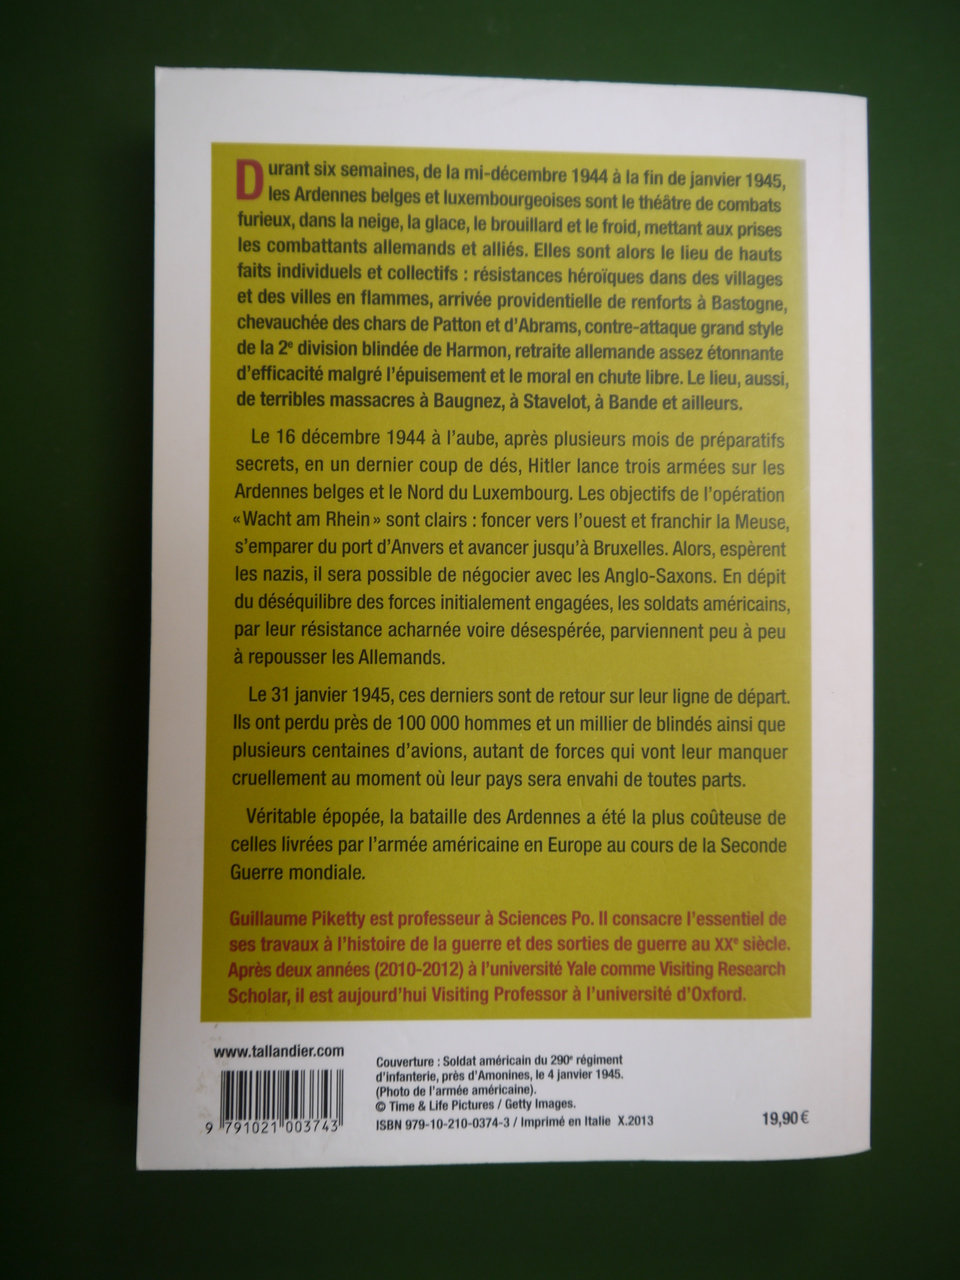 Durant six semaines, de la mi-décembre 1944 à la fin de janvier 1945,
les Ardennes belges et luxembourgeoises sont le théâtre de combats
furieux, dans la neige, la glace, le brouillard et le froid, mettant aux prises
les combattants allemands et alliés. Elles sont alors le lieu de hauts
faits individuels et collectifs : résistances héroïques dans des villages
et des villes en flammes, arrivée providentielle de renforts à Bastogne,
chevauchée des chars de Patton et d'Abrams, contre-attaque grand style
de la 2e division blindée de Harmon, retraite allemande assez étonnante
d'efficacité malgré l'épuisement et le moral en chute libre. Le lieu, aussi,
de terribles massacres à Baugnez, à Stavelot, à Bande et ailleurs.
Le 16 décembre 1944 à l'aube, après plusieurs mois de préparatifs
secrets, en un dernier coup de dés, Hitler lance trois armées sur les
Ardennes belges et le Nord du Luxembourg. Les objectifs de l'opération
« Wacht am Rhein » sont clairs : foncer vers l'ouest et franchir la Meuse,
s'emparer du port d'Anvers et avancer jusqu'à Bruxelles. Alors, espèrent
les nazis, il sera possible de négocier avec les Anglo-Saxons. En dépit
du déséquilibre des forces initialement engagées, les soldats américains,
par leur résistance acharnée voire désespérée, parviennent peu à peu
à repousser les Allemands.
Le 31 janvier 1945, ces derniers sont de retour sur leur ligne de départ.
Ils ont perdu près de 100 000 hommes et un millier de blindés ainsi que
plusieurs centaines d'avions, autant de forces qui vont leur manquer
cruellement au moment où leur pays sera envahi de toutes parts.
Véritable épopée, la bataille des Ardennes a été la plus coûteuse de
celles livrées par l'armée américaine en Europe au cours de la Seconde
Guerre mondiale.
Guillaume Piketty est professeur à Sciences Po. Il consacre l'essentiel de
ses travaux à l'histoire de la guerre et des sorties de guerre au XXe siècle.
Après deux années (2010-2012) à l'université Yale comme Visiting Research
Scholar, il est aujourd'hui Visiting Professor à l'université d'Oxford.
www.tallandier.com
9 791021 003743
Couverture : Soldat américain du 290e régiment
d'infanterie, près d'Amonines, le 4 janvier 1945.
(Photo de l'armée américaine).
© Time & Life Pictures / Getty Images.
ISBN 979-10-210-0374-3 / Imprimé en Italie X.2013
19,90 €